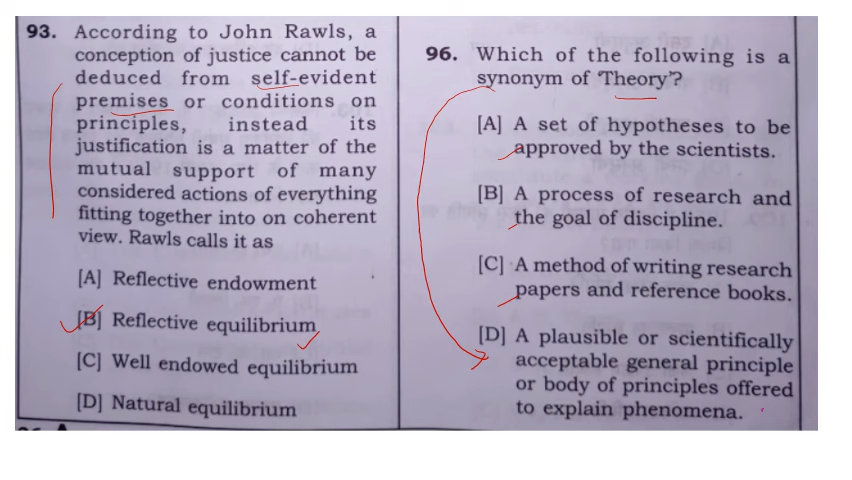 93. According to John Rawls, a
conception of justice cannot be
deduced from self-evident
premises or conditions on
principles instead its
justification is a matter of the
mutual support of many
considered actions of everything
fitting together into on coherent
view. Rawls calls it as
[A] Reflective endowment
[B] Reflective equilibrium
[C] Well endowed equilibrium
[D] Natural equilibrium
96. Which of the following is a
synonym of 'Theory'?
[A] A set of hypotheses to be
approved by the scientists.
[B] A process of research and
the goal of discipline.
[C] A method of writing research
papers and reference books.
[D] A plausible or scientifically
acceptable general principle
or body of principles offered
to explain phenomena.